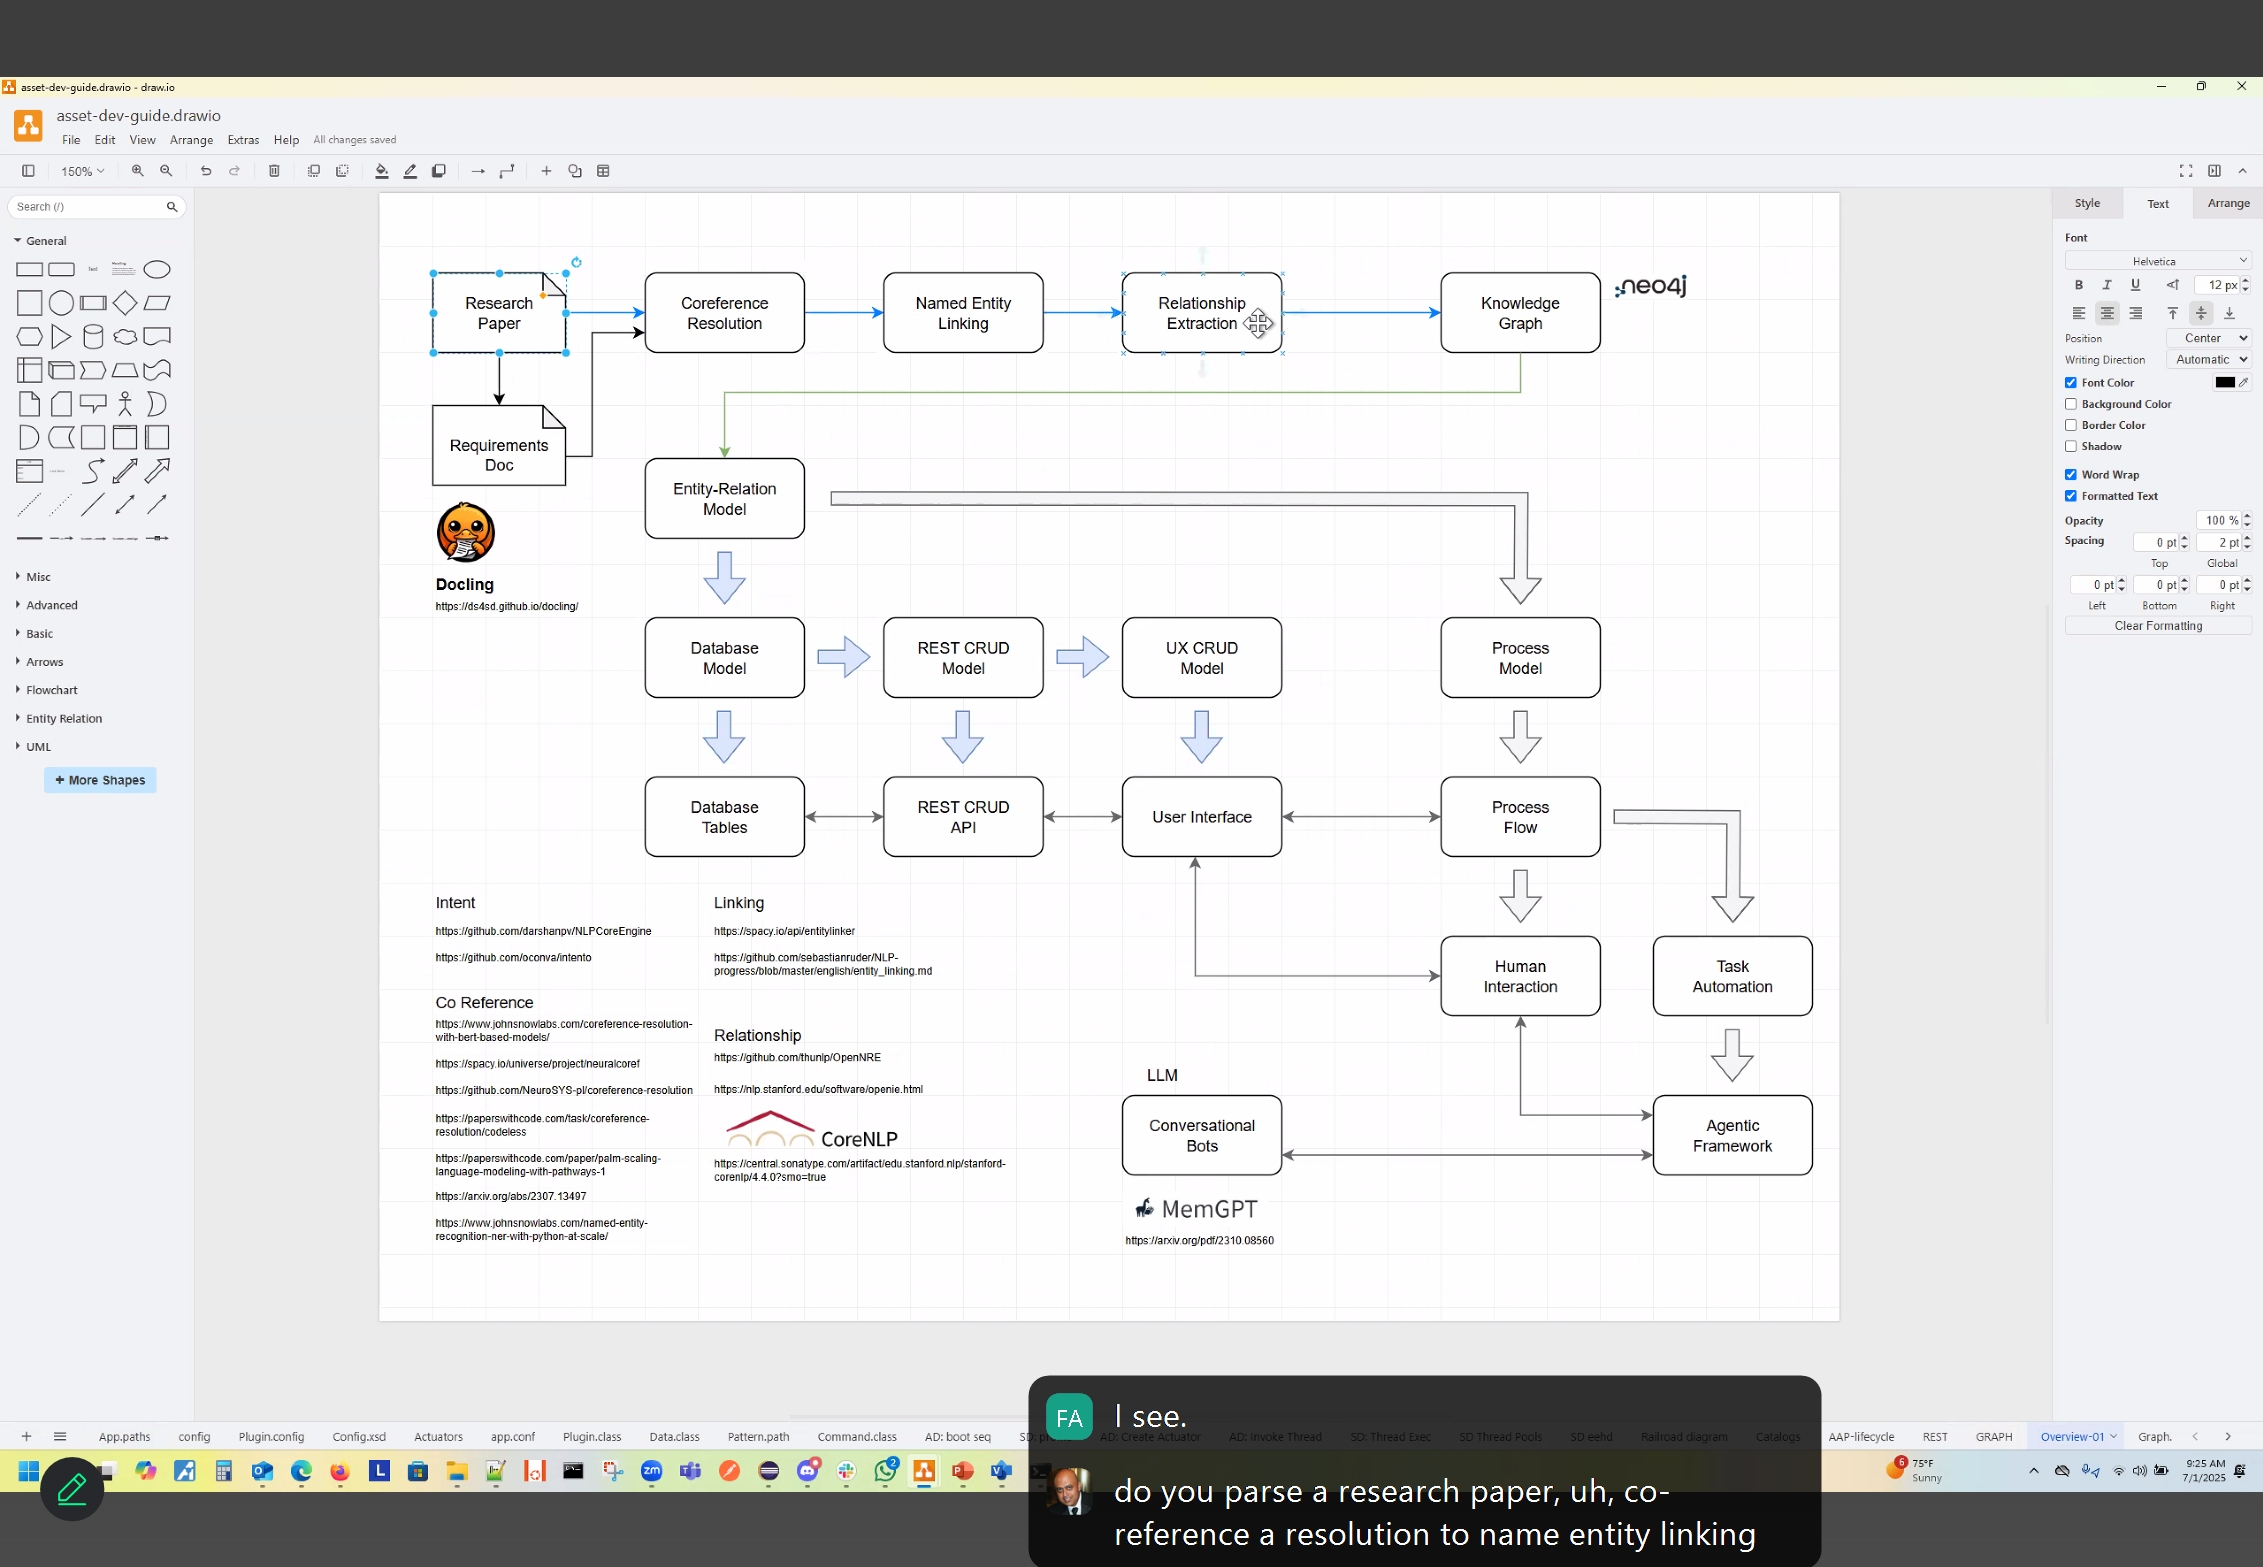 asset-dev-guide.drawio - draw.io
asset-dev-guide.drawio
File Edit View Arrange Extras Help All changes saved
150%
Search (/)
General
Misc
Advanced
Basic
Arrows
Flowchart
Entity Relation
UML
+ More Shapes
Research
Paper
Coreference
Resolution
Named Entity
Linking
Relationship
Extraction
Knowledge
Graph
neo4j
Requirements
Doc
Entity-Relation
Model
Docling
https://ds4sd.github.io/docling/
Database
Model
REST CRUD
Model
UX CRUD
Model
Process
Model
Database
Tables
REST CRUD
API
User Interface
Process
Flow
Human
Interaction
Task
Automation
Intent
https://github.com/darshanpv/NLPCoreEngine
https://github.com/oconva/intento
Co Reference
https://www.johnsnowlabs.com/coreference-resolution-
with-bert-based-models/
https://spacy.io/universe/project/neuralcoref
https://github.com/NeuroSYS-pl/coreference-resolution
https://paperswithcode.com/task/coreference-
resolution/codeless
https://paperswithcode.com/paper/palm-scaling-
language-modeling-with-pathways-1
https://arxiv.org/abs/2307.13497
https://www.johnsnowlabs.com/named-entity-
recognition-ner-with-python-at-scale/
Linking
https://spacy.io/api/entitylinker
https://github.com/sebastianruder/NLP-
progress/blob/master/english/entity_linking.md
Relationship
https://github.com/thunlp/OpenNRE
https://nlp.stanford.edu/software/openie.html
CoreNLP
https://central.sonatype.com/artifact/edu.stanford.nlp/stanford-
corenlp/4.4.0?smo=true
LLM
Conversational
Bots
MemGPT
https://arxiv.org/pdf/2310.08560
Agentic
Framework
Style Text Arrange
Font
Helvetica
B I U 12 px
Position Center
Writing Direction Automatic
Font Color
Background Color
Border Color
Shadow
Word Wrap
Formatted Text
Opacity 100 %
Spacing 0 pt 2 pt
Top Global
0 pt 0 pt 0 pt
Left Bottom Right
Clear Formatting
App.paths config Plugin.config Config.xsd Actuators app.conf Plugin.class Data.class Pattern.path Command.class AD: boot seq AD: Create Actuator AD: Invoke Thread SD: Thread Exec SD Thread Pools SD eehd Railroad diagram Catalogs AAP-lifecycle REST GRAPH Overview-01 Graph.
FA
I see.
do you parse a research paper, uh, co-
reference a resolution to name entity linking
zm
2
6
75°F
Sunny
9:25 AM
7/1/2025